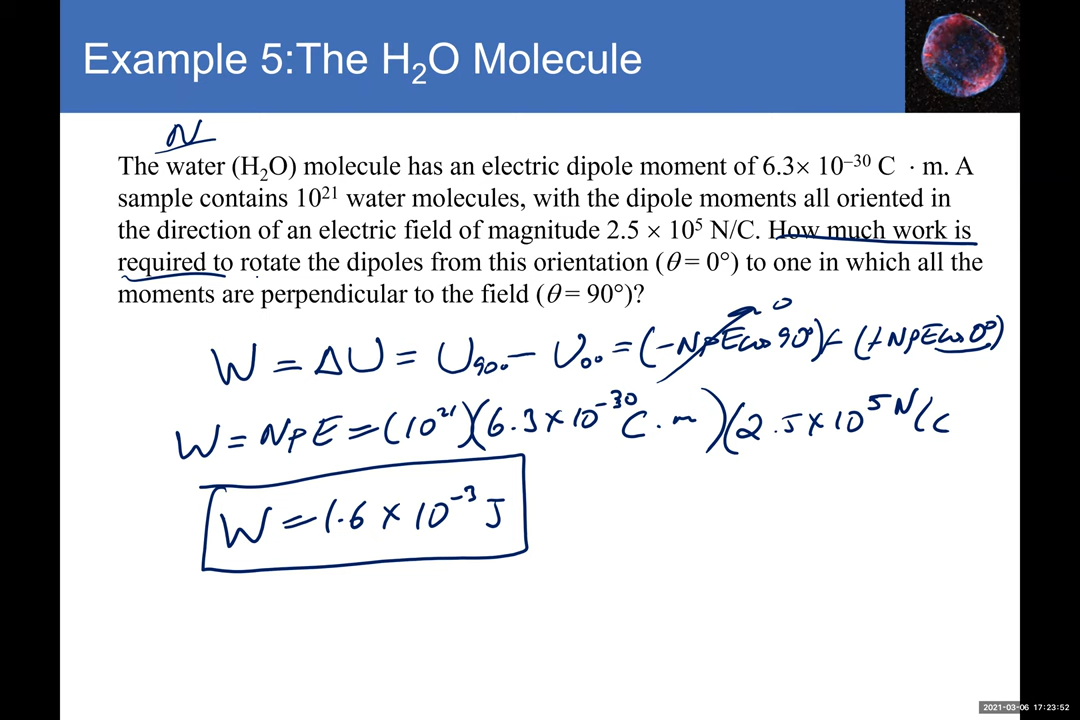 Example 5:The H₂O Molecule
N
The water (H₂O) molecule has an electric dipole moment of 6.3× 10⁻³⁰ C · m. A
sample contains 10²¹ water molecules, with the dipole moments all oriented in
the direction of an electric field of magnitude 2.5 × 10⁵ N/C. How much work is
required to rotate the dipoles from this orientation (θ = 0°) to one in which all the
moments are perpendicular to the field (θ = 90°)?
0
W = ΔU = U₉₀° − U₀° = (−NpE cos 90°) + (+NpE cos 0°)
W = NpE = (10²¹)(6.3 × 10⁻³⁰ C · m)(2.5 × 10⁵ N/C
W = 1.6 × 10⁻³ J
2021-03-06 17:23:52